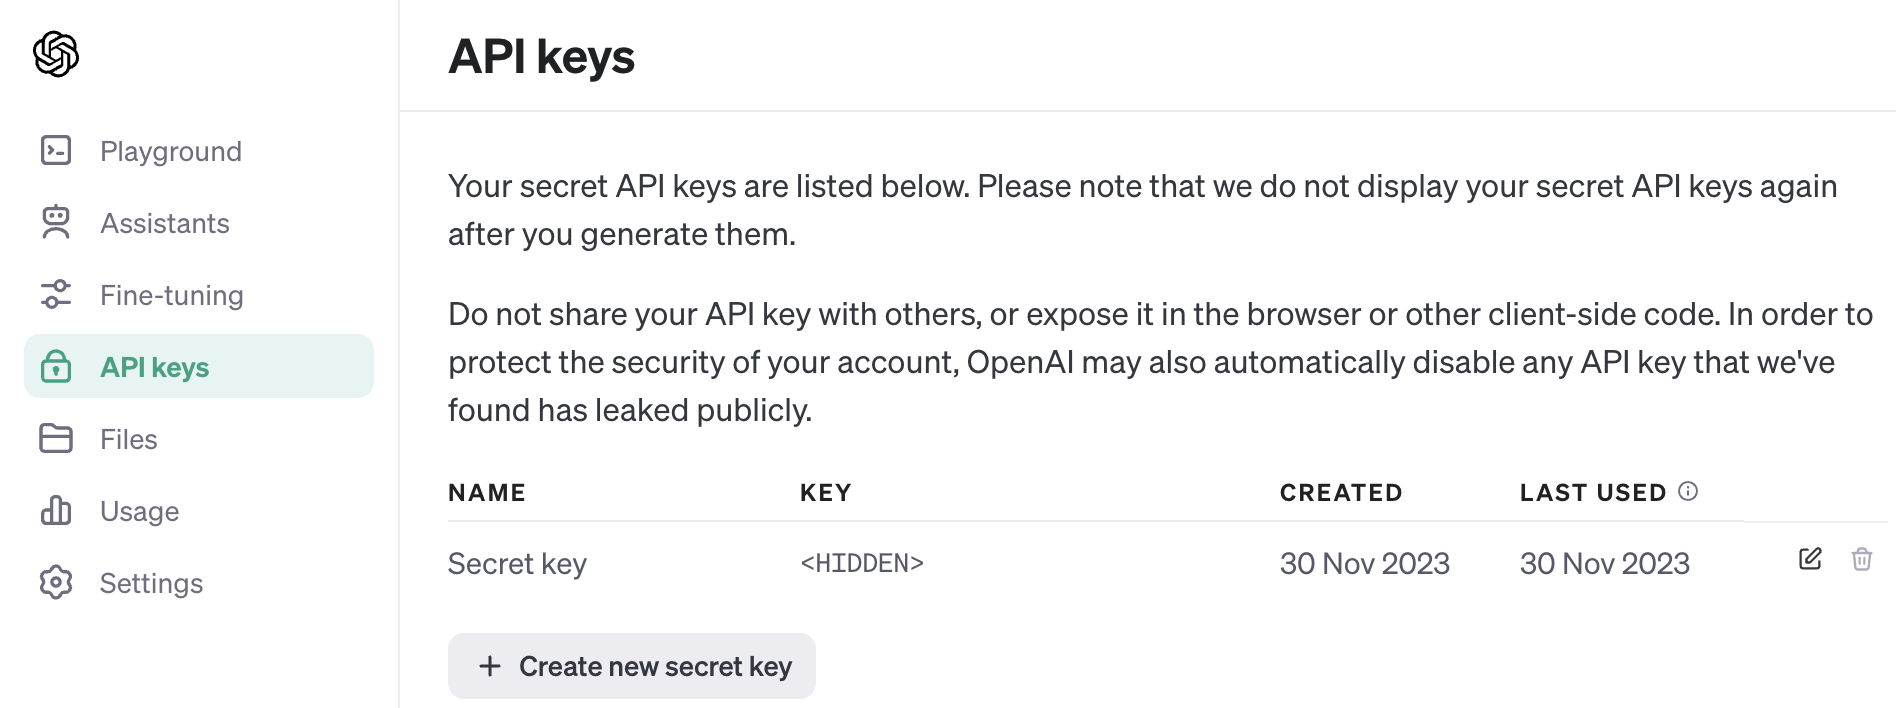 API keys
Playground
Assistants
Fine-tuning
API keys
Files
Usage
Settings
Your secret API keys are listed below. Please note that we do not display your secret API keys again
after you generate them.
Do not share your API key with others, or expose it in the browser or other client-side code. In order to
protect the security of your account, OpenAI may also automatically disable any API key that we've
found has leaked publicly.
NAME KEY CREATED LAST USED
Secret key <HIDDEN> 30 Nov 2023 30 Nov 2023
+ Create new secret key